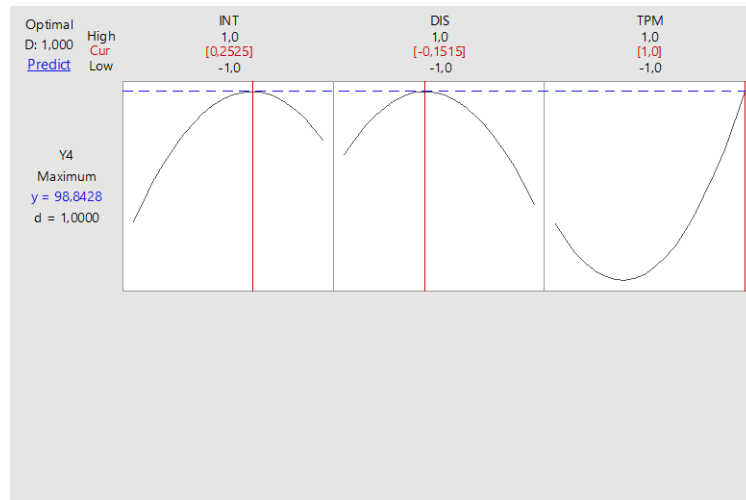 Optimal
D: 1,000
Predict
High
Cur
Low
INT
1,0
[0,2525]
-1,0
DIS
1,0
[-0,1515]
-1,0
TPM
1,0
[1,0]
-1,0
Y4
Maximum
y = 98,8428
d = 1,0000